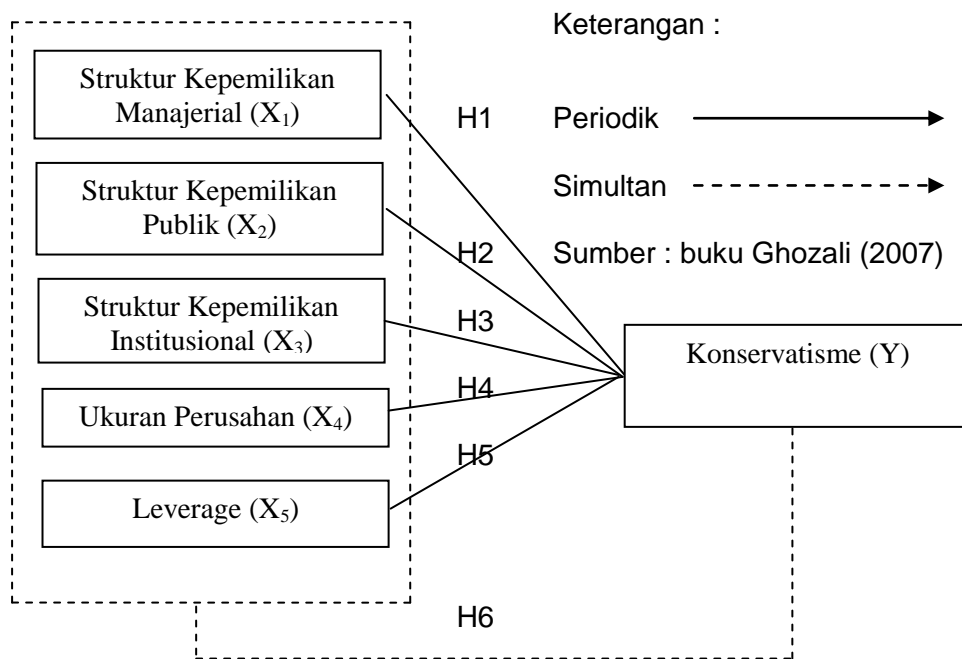 Keterangan :
Struktur Kepemilikan
Manajerial (X₁)
H1
Periodik
Struktur Kepemilikan
Publik (X₂)
Simultan
H2
Sumber : buku Ghozali (2007)
Struktur Kepemilikan
Institusional (X₃)
H3
Konservatisme (Y)
Ukuran Perusahan (X₄)
H4
H5
Leverage (X₅)
H6